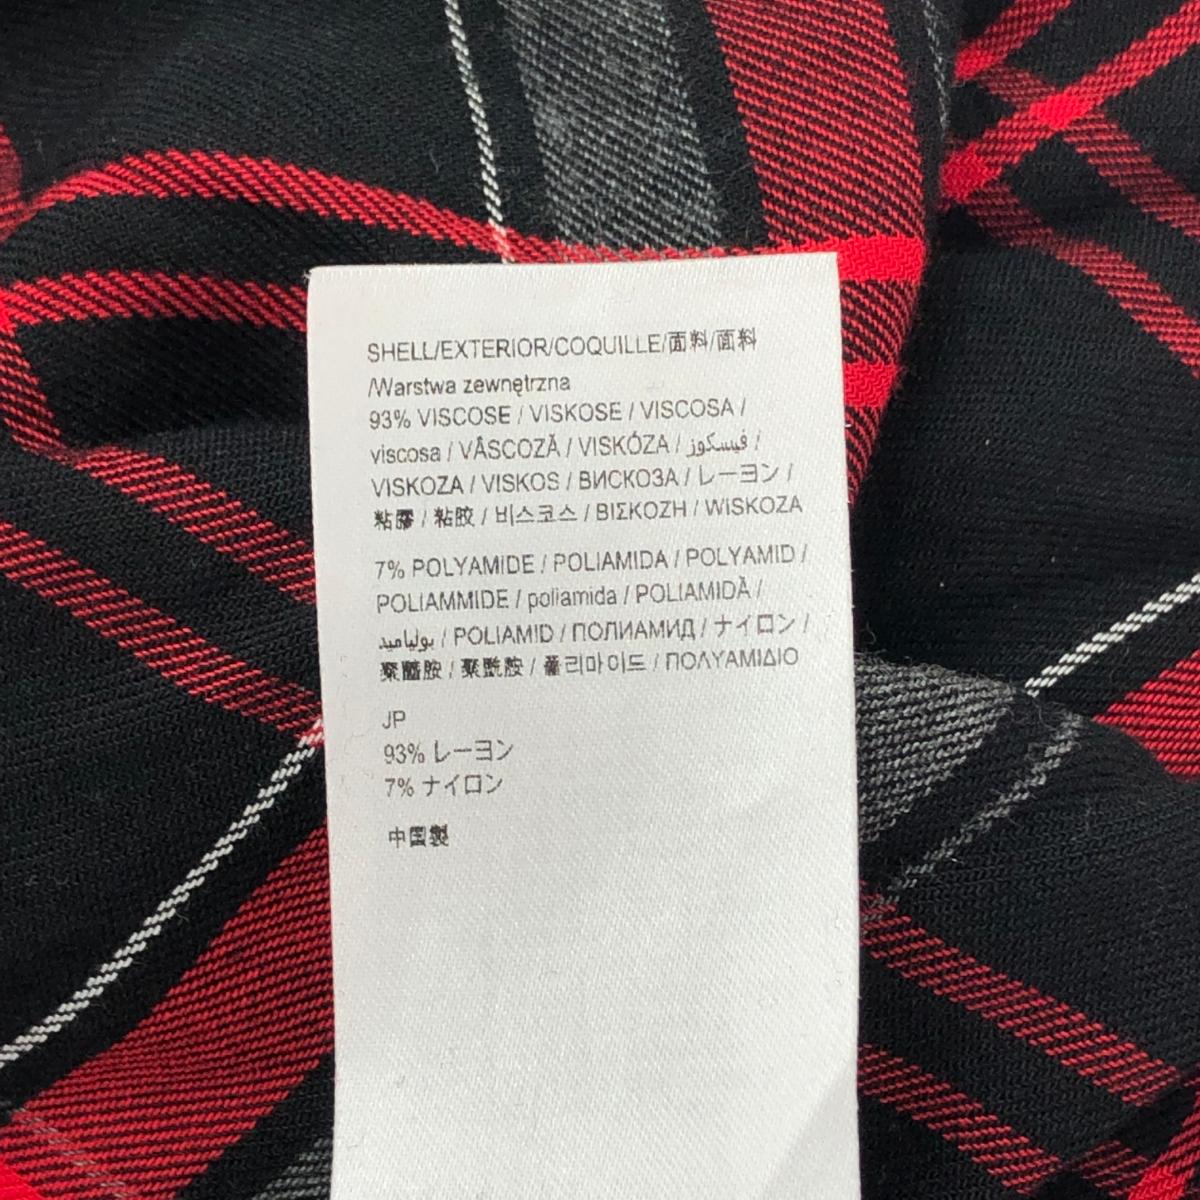 SHELL/EXTERIOR/COQUILLE/面料/面料
/Warstwa zewnętrzna
93% VISCOSE / VISKOSE / VISCOSA /
viscosa / VÂSCOZĂ / VISKÓZA / فيسكوز /
VISKOZA / VISKOS / ВИСКОЗА / レーヨン /
粘膠 / 粘胶 / 비스코스 / ΒΙΣΚΟΖΗ / WiSKOZA
7% POLYAMIDE / POLIAMIDA / POLYAMID /
POLIAMMIDE / poliamida / POLIAMIDĂ /
بولياميد / POLIAMID / ПОЛИАМИД / ナイロン /
聚醯胺 / 聚酰胺 / 폴리마이드 / ΠΟΛΥΑΜΙΔΙΟ
JP
93% レーヨン
7% ナイロン
中国製